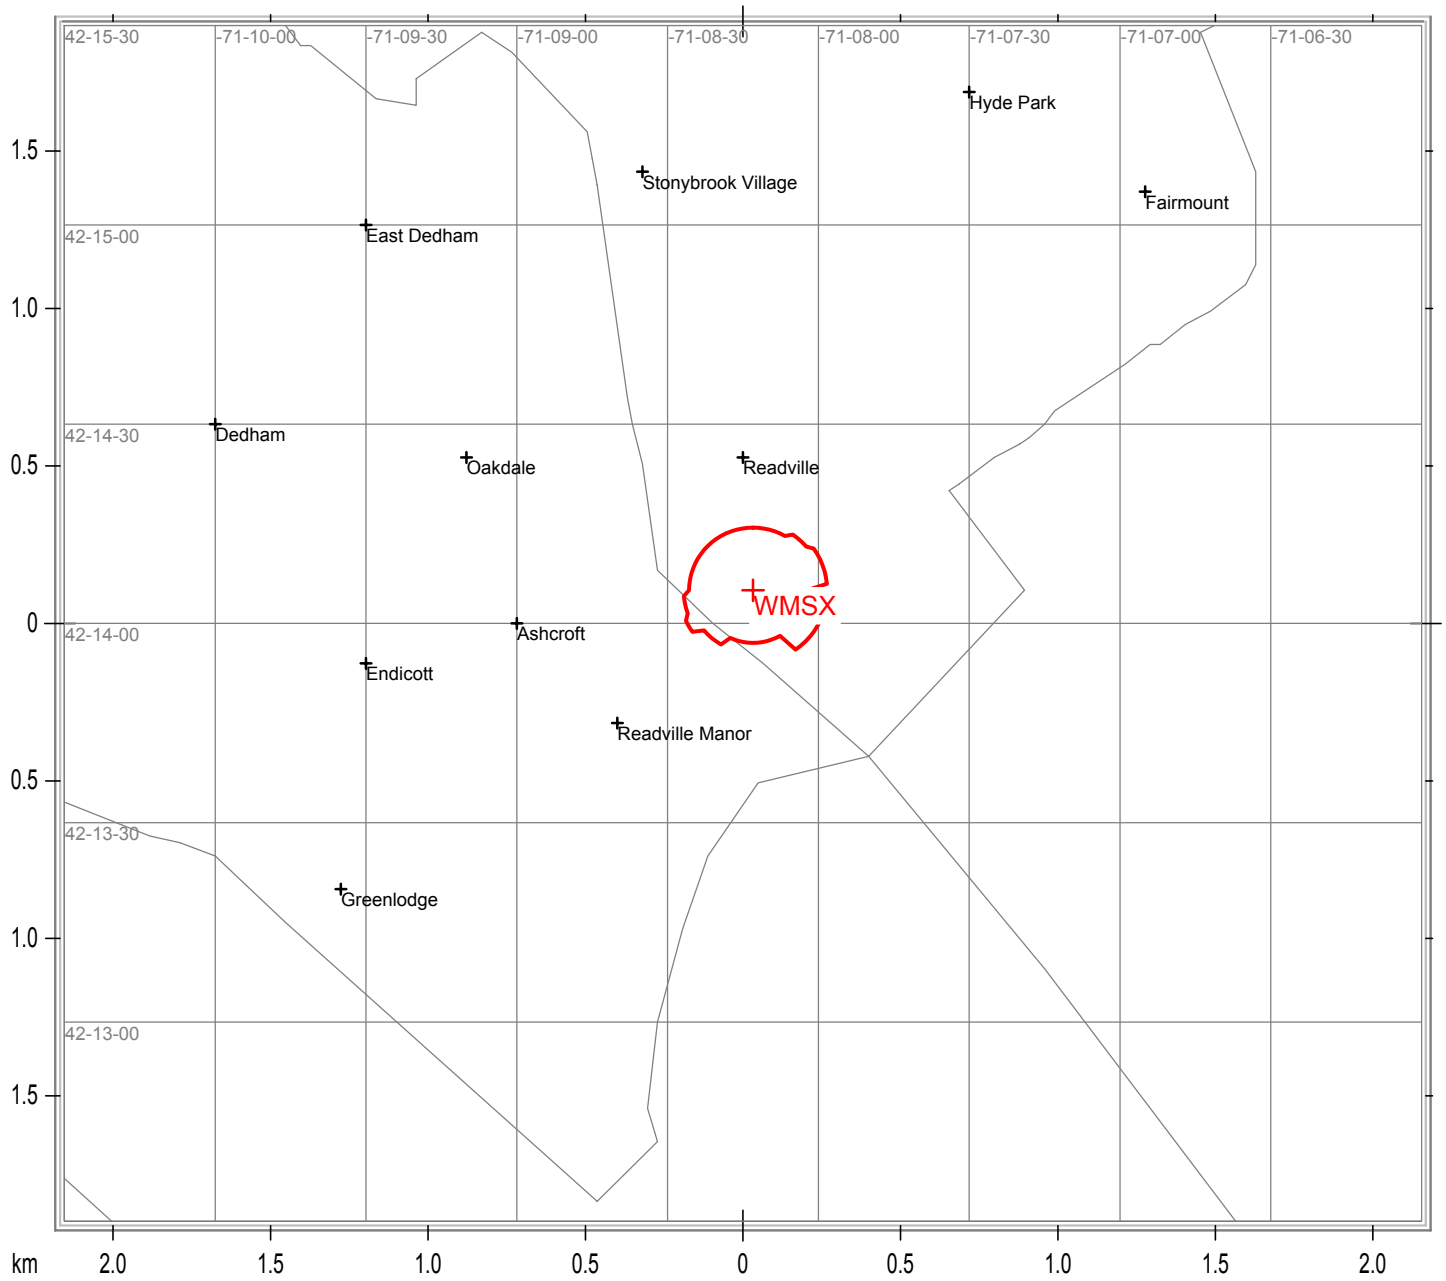 42-15-30 -71-10-00 -71-09-30 -71-09-00 -71-08-30 -71-08-00 -71-07-30 -71-07-00 -71-06-30
Hyde Park
1.5
Stonybrook Village
Fairmount
42-15-00
East Dedham
1.0
42-14-30
Dedham
0.5
Oakdale
Readville
WMSX
0
42-14-00
Ashcroft
Endicott
Readville Manor
0.5
42-13-30
Greenlodge
1.0
42-13-00
1.5
km 2.0 1.5 1.0 0.5 0 0.5 1.0 1.5 2.0